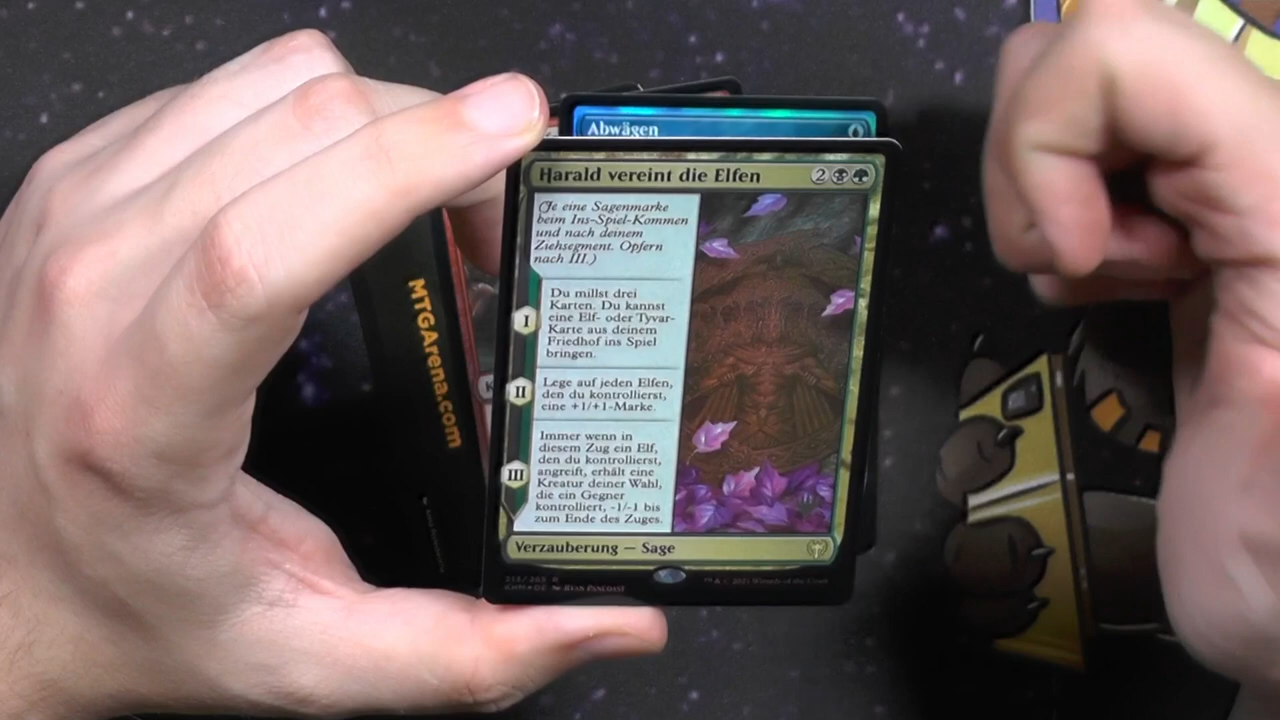 Abwägen
Harald vereint die Elfen
2
(Je eine Sagenmarke
beim Ins-Spiel-Kommen
und nach deinem
Ziehsegment. Opfern
nach III.)
I
Du millst drei
Karten. Du kannst
eine Elf- oder Tyvar-
Karte aus deinem
Friedhof ins Spiel
bringen.
II
Lege auf jeden Elfen,
den du kontrollierst,
eine +1/+1-Marke.
III
Immer wenn in
diesem Zug ein Elf,
den du kontrollierst,
angreift, erhält eine
Kreatur deiner Wahl,
die ein Gegner
kontrolliert, -1/-1 bis
zum Ende des Zuges.
Verzauberung — Sage
MTGArena.com